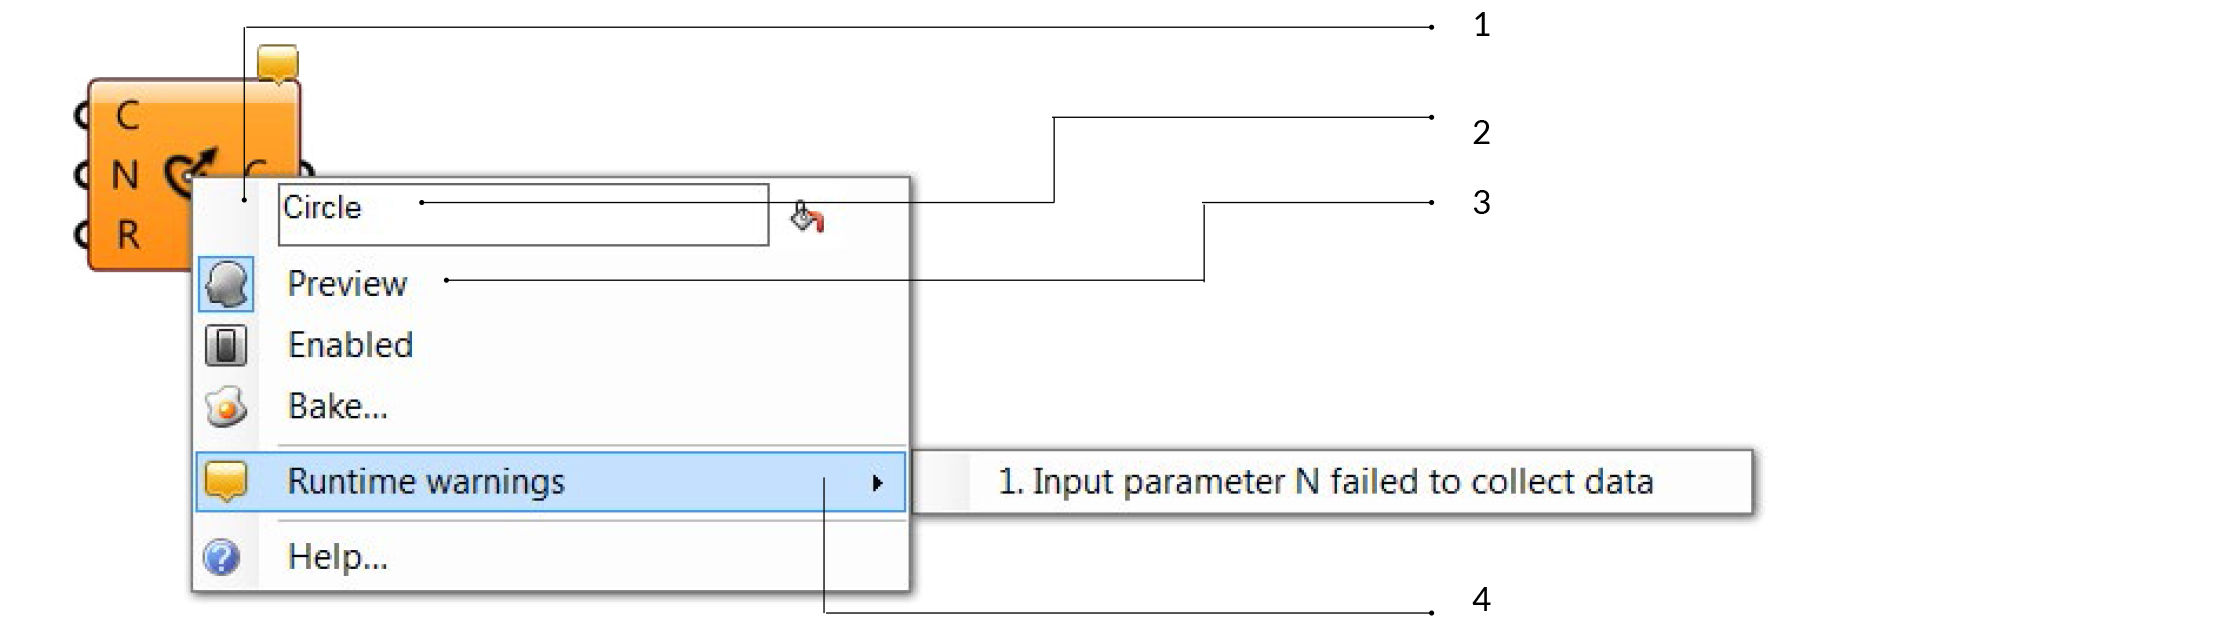 1
2
3
4
C
N
R
C
Circle
Preview
Enabled
Bake...
Runtime warnings
1. Input parameter N failed to collect data
Help...